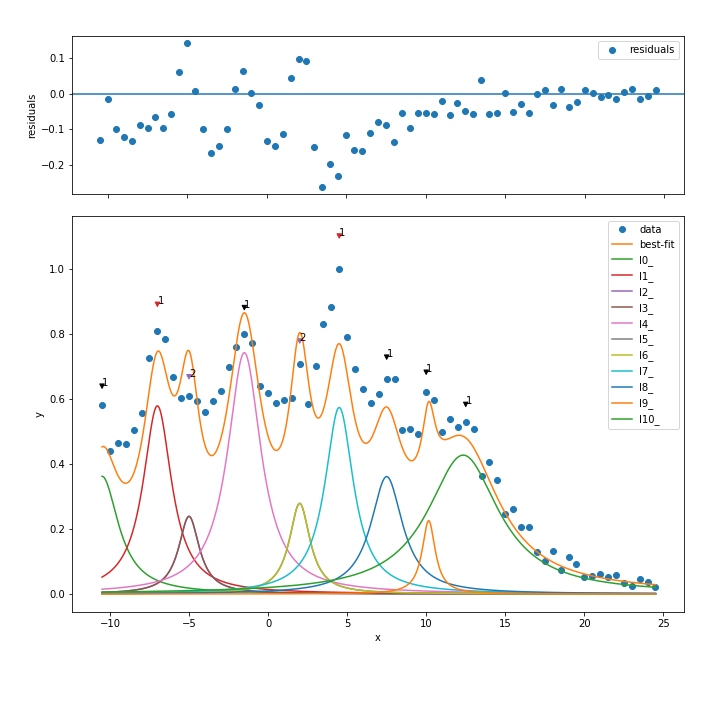 0.1
0.0
−0.1
−0.2
residuals
residuals
1.0
0.8
0.6
0.4
0.2
0.0
y
1
1
2
1
2
1
1
1
1
data
best-fit
l0_
l1_
l2_
l3_
l4_
l5_
l6_
l7_
l8_
l9_
l10_
−10
−5
0
5
10
15
20
25
x